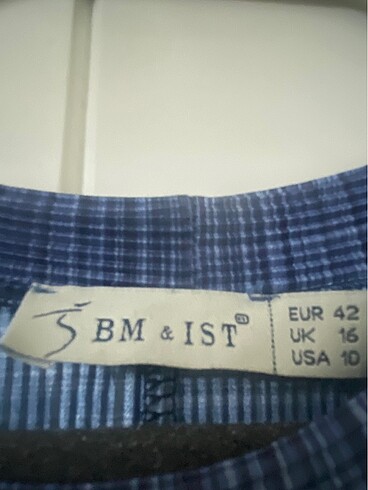 BM & IST®
EUR 42
UK 16
USA 10